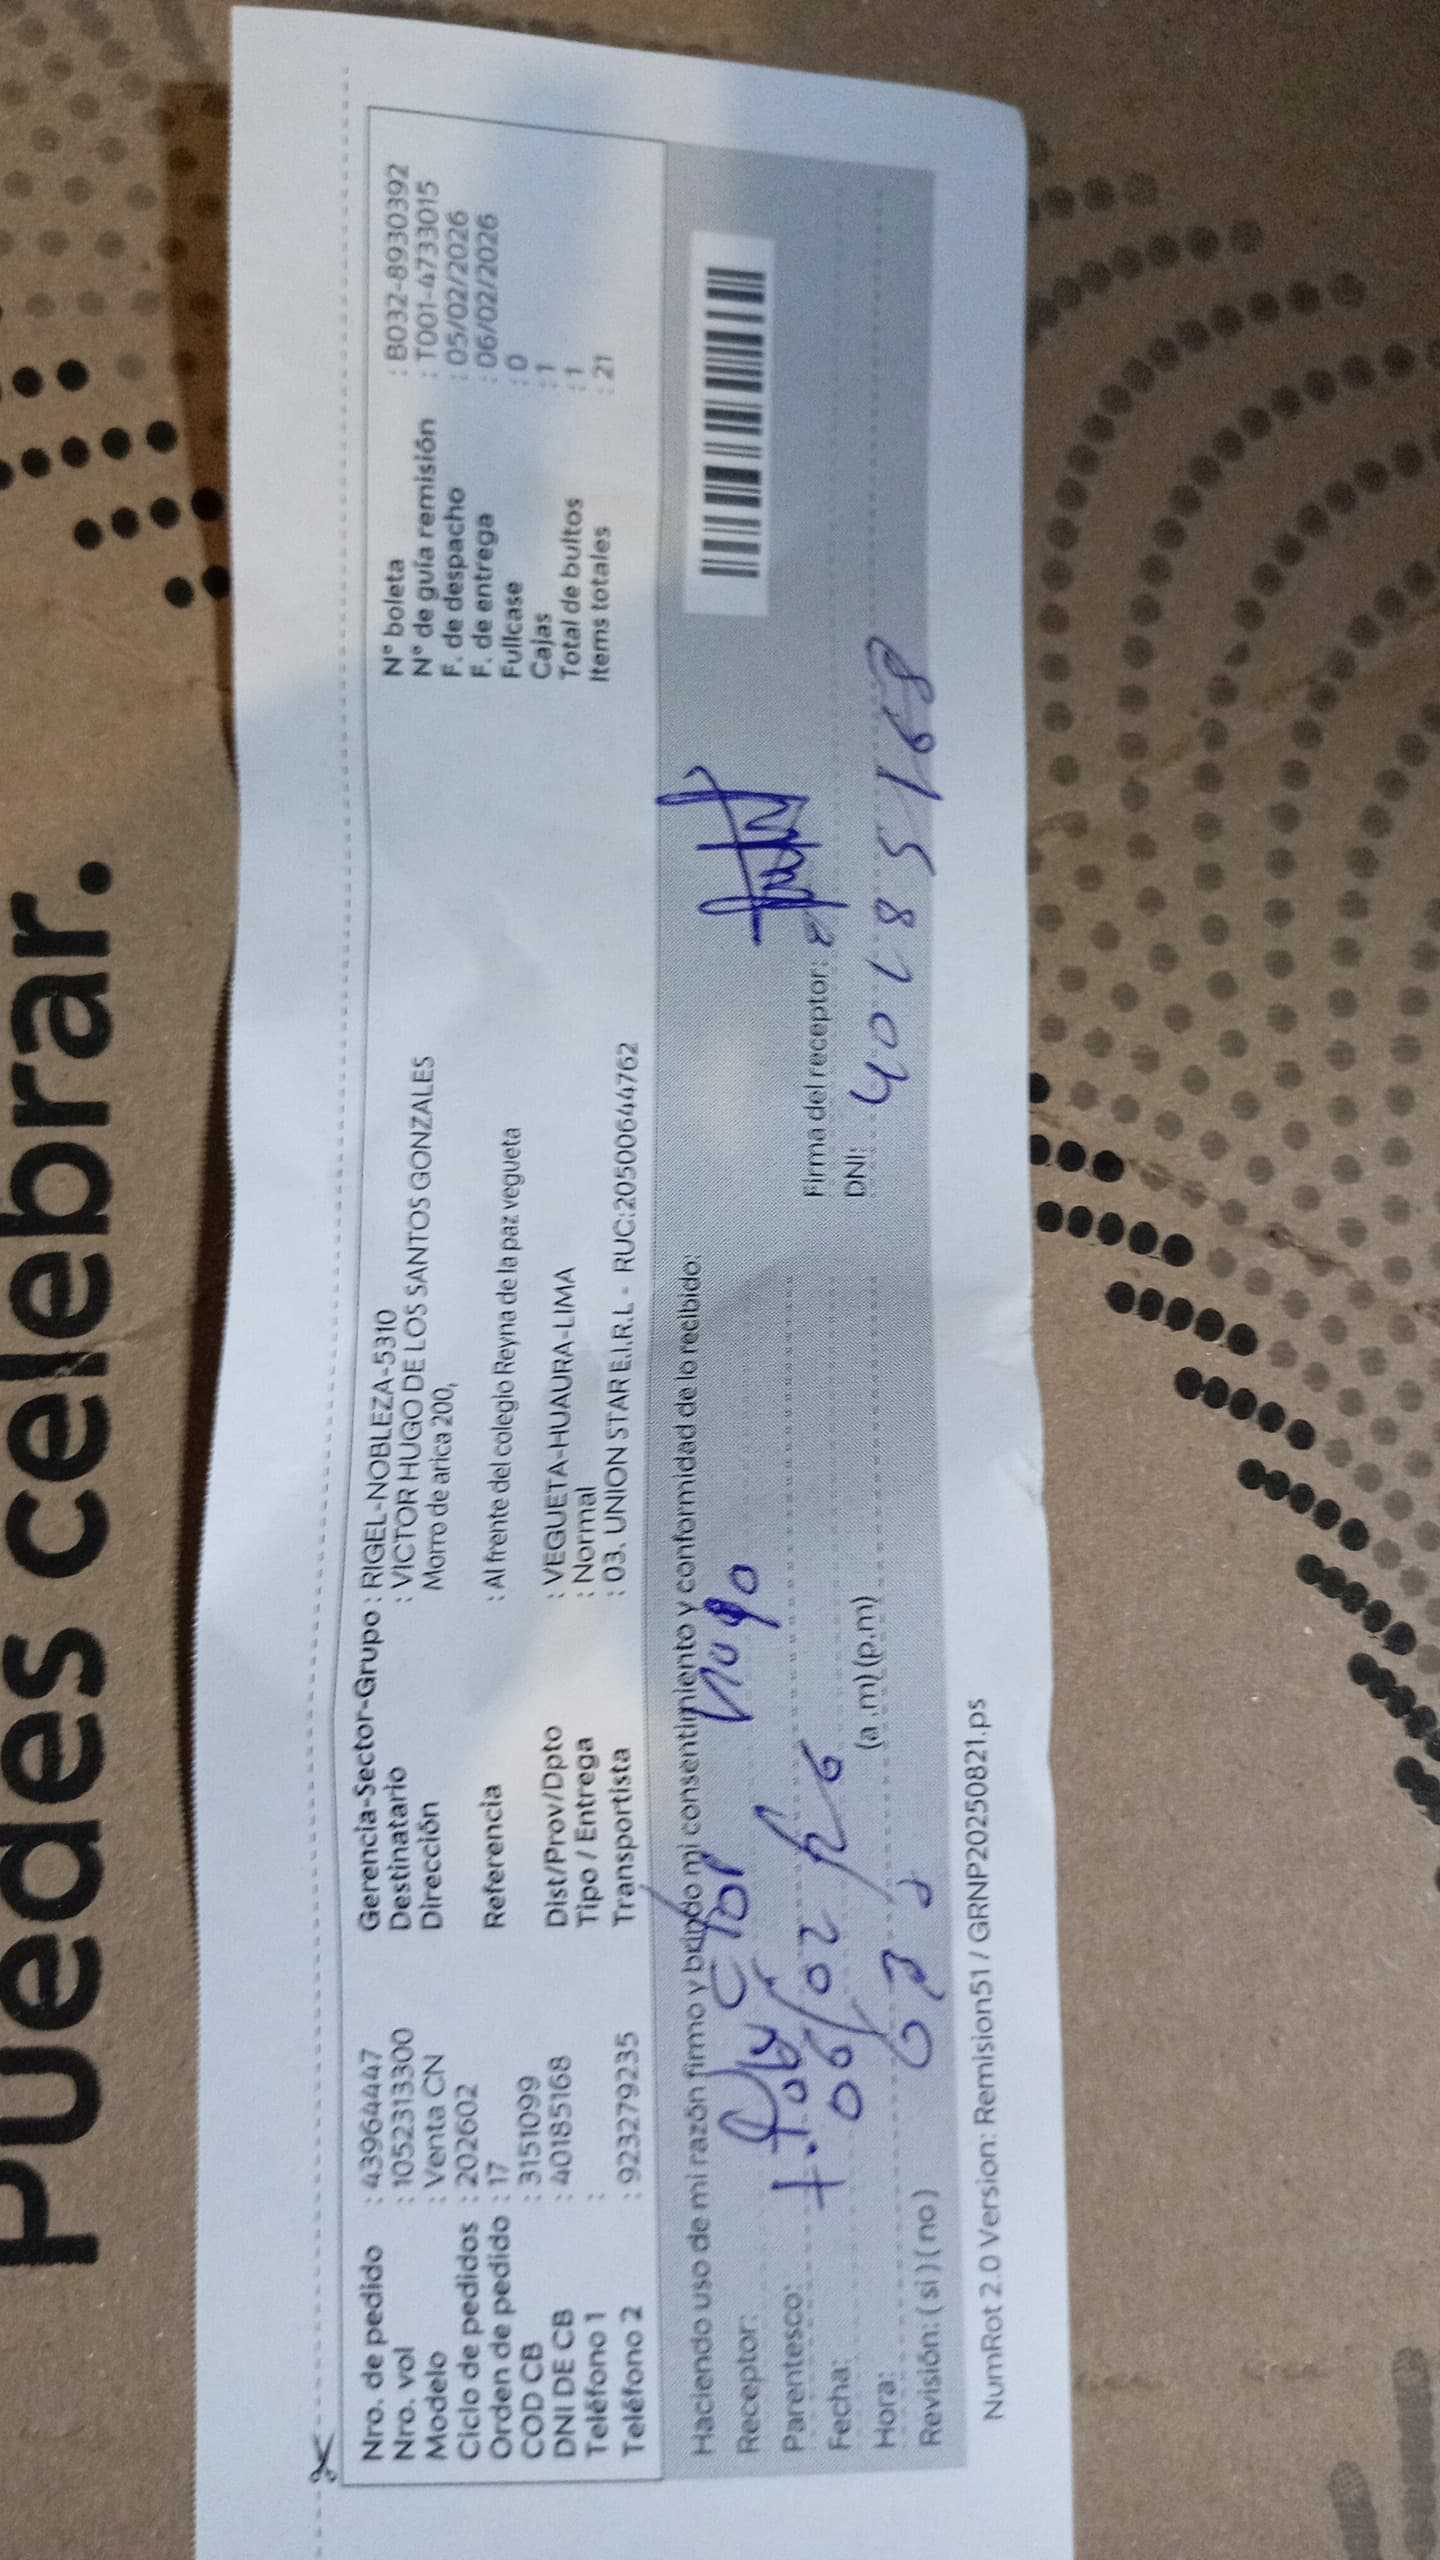 Puedes celebrar.
Nro. de pedido : 43964447
Nro. vol : 1052313300
Modelo : Venta CN
Ciclo de pedidos : 202602
Orden de pedido : 17
COD CB : 3151099
DNI DE CB : 40185168
Teléfono 1 :
Teléfono 2 : 923279235
Gerencia-Sector-Grupo : RIGEL-NOBLEZA-5310
Destinatario : VICTOR HUGO DE LOS SANTOS GONZALES
Dirección Morro de arica 200,
Referencia : Al frente del colegio Reyna de la paz vegueta
Dist/Prov/Dpto : VEGUETA-HUAURA-LIMA
Tipo / Entrega : Normal
Transportista : 03. UNION STAR E.I.R.L - RUC:20500644762
N° boleta : B032-8930392
N° de guía remisión : T001-4733015
F. de despacho : 05/02/2026
F. de entrega : 06/02/2026
Fullcase : 0
Cajas : 1
Total de bultos : 1
Items totales : 21
Haciendo uso de mi razón firmo y brindo mi consentimiento y conformidad de lo recibido:
Receptor: Hugo
Parentesco:
Fecha: 06/02/26
Hora: (a .m) (p.m)
Revisión: ( si ) ( no )
Firma del receptor:
DNI: 40185168
NumRot 2.0 Version: Remision51 / GRNP20250821.ps